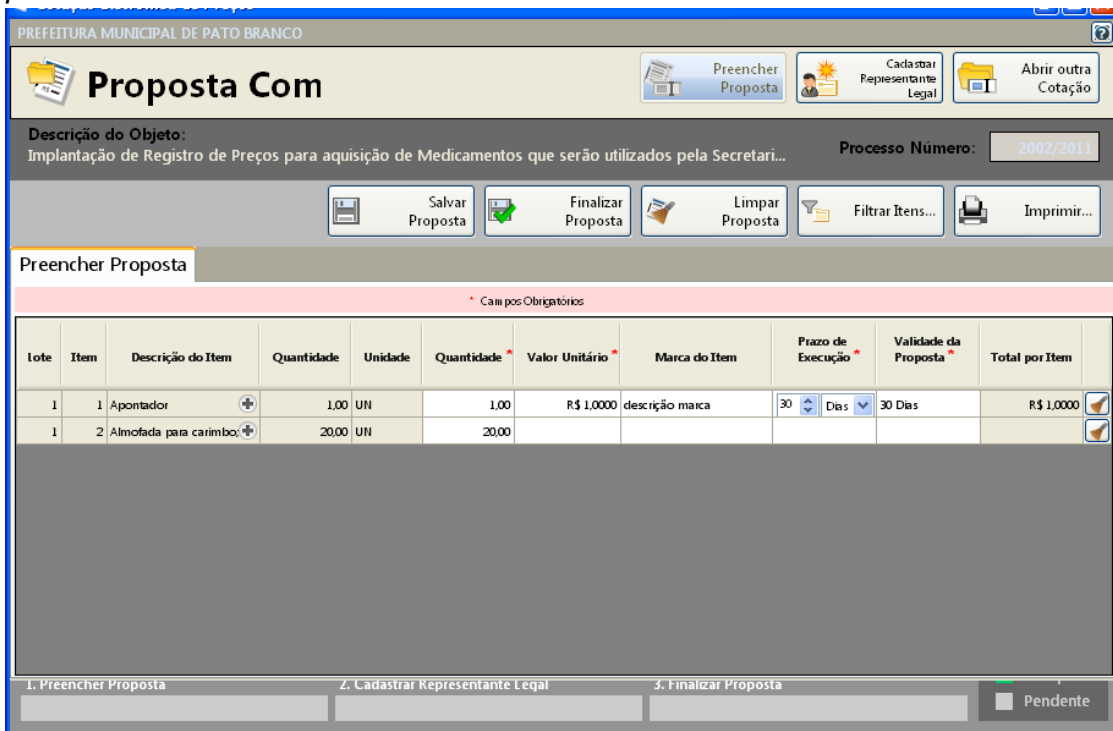 PREFEITURA MUNICIPAL DE PATO BRANCO
Proposta Com
Preencher
Proposta
Cadastrar
Representante
Legal
Abrir outra
Cotação
Descrição do Objeto:
Implantação de Registro de Preços para aquisição de Medicamentos que serão utilizados pela Secretari...
Processo Número:
2002/2011
Salvar
Proposta
Finalizar
Proposta
Limpar
Proposta
Filtrar Itens...
Imprimir...
Preencher Proposta
* Campos Obrigatórios
Lote Item Descrição do Item Quantidade Unidade Quantidade * Valor Unitário * Marca do Item Prazo de Execução * Validade da Proposta * Total por Item
1 1 Apontador 1,00 UN 1,00 R$ 1,0000 descrição marca 30 Dias 30 Dias R$ 1,0000
1 2 Almofada para carimbo; 20,00 UN 20,00
1. Preencher Proposta 2. Cadastrar Representante Legal 3. Finalizar Proposta
Pendente